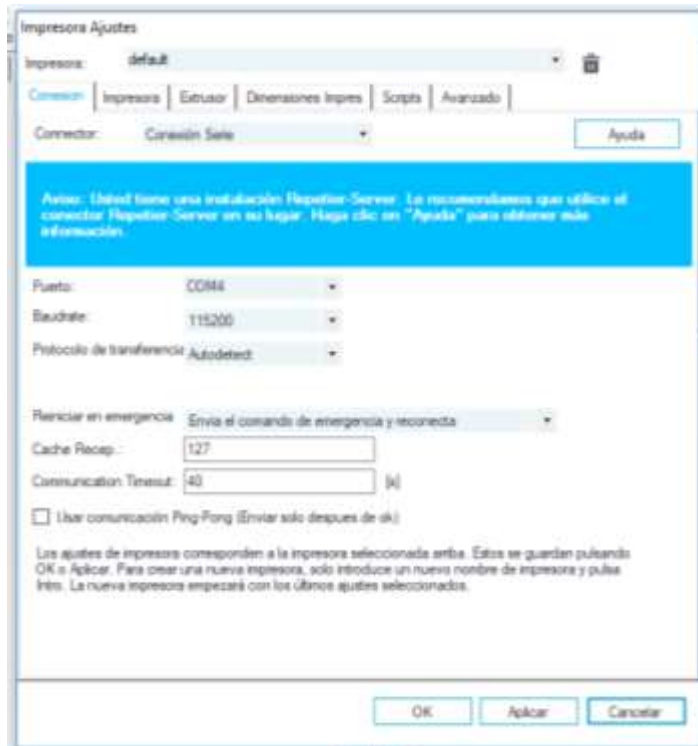 Impresora Ajustes
Impresora: default
Conexion Impresora Extrusor Dimensiones Impres Scripts Avanzado
Connector: Conexión Serie Ayuda
Aviso: Usted tiene una instalación Repetier-Server. Le recomendamos que utilice el
conector Repetier-Server en su lugar. Haga clic en "Ayuda" para obtener más
información.
Puerto: COM4
Baudrate: 115200
Protocolo de transferencia: Autodetect
Reiniciar en emergencia Envia el comando de emergencia y reconecta
Cache Recep.: 127
Communication Timeout: 40 [s]
Usar comunicación Ping-Pong (Enviar solo despues de ok)
Los ajustes de impresora corresponden a la impresora seleccionada arriba. Estos se guardan pulsando
OK o Aplicar. Para crear una nueva impresora, solo introduce un nuevo nombre de impresora y pulsa
Intro. La nueva impresora empezará con los últimos ajustes seleccionados.
OK Aplicar Cancelar